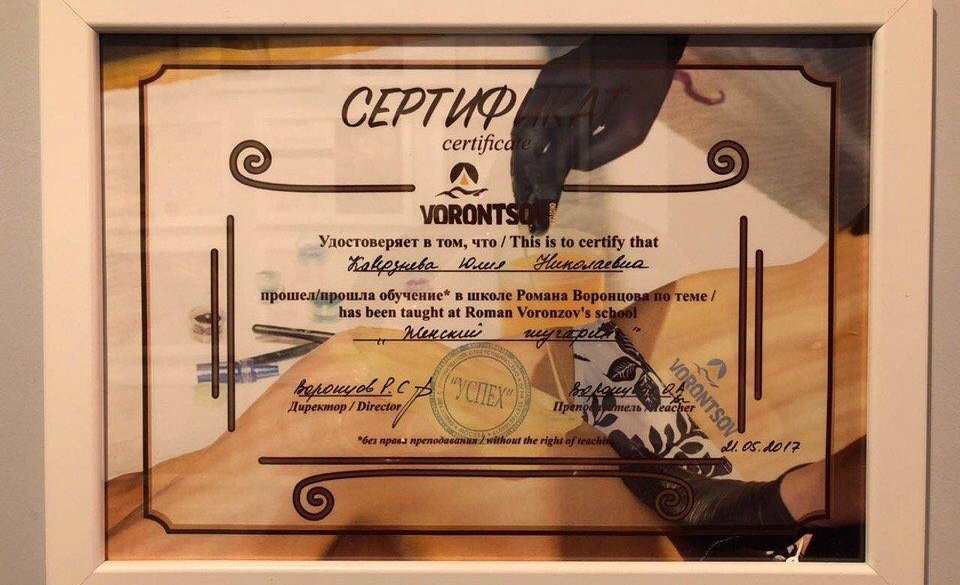 СЕРТИФИКАТ
certificate
VORONTSOV
Удостоверяет в том, что / This is to certify that
Юлия Николаевна
прошел/прошла обучение* в школе Романа Воронцова по теме /
has been taught at Roman Voronzov's school
"Женский шугаринг"
Воронцов Р.С
Директор / Director
"УСПЕХ"
Преподаватель / Teacher
VORONTSOV
*без права преподавания / without the right of teaching
21.05.2017